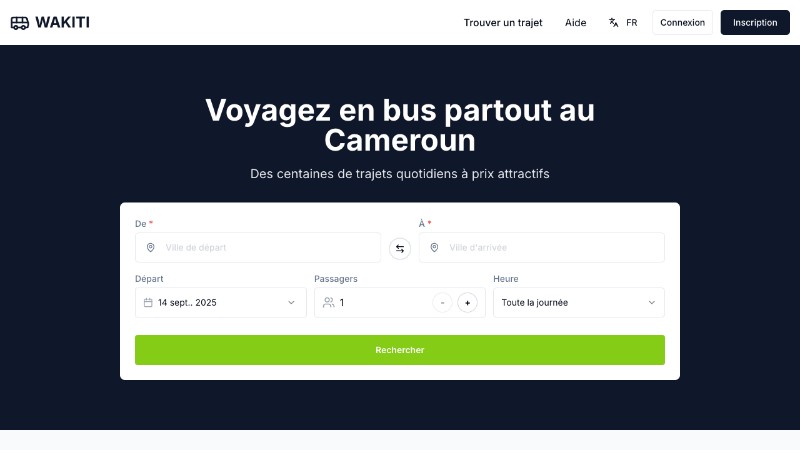 WAKITI
Trouver un trajet
Aide
FR
Connexion
Inscription
Voyagez en bus partout au
Cameroun
Des centaines de trajets quotidiens à prix attractifs
De *
À *
Ville de départ
Ville d'arrivée
Départ
Passagers
Heure
14 sept.. 2025
1
-
+
Toute la journée
Rechercher